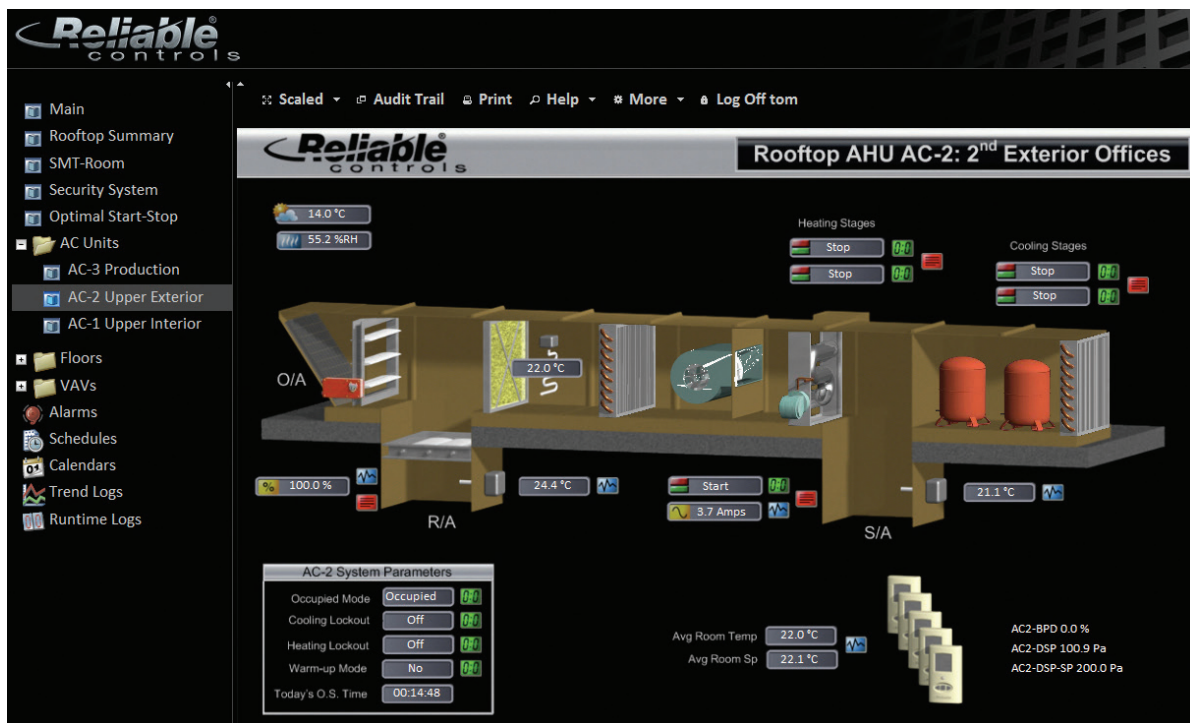 Reliable®
controls
Main
Rooftop Summary
SMT-Room
Security System
Optimal Start-Stop
AC Units
AC-3 Production
AC-2 Upper Exterior
AC-1 Upper Interior
Floors
VAVs
Alarms
Schedules
Calendars
Trend Logs
Runtime Logs
Scaled Audit Trail Print Help More Log Off tom
Reliable®
controls
Rooftop AHU AC-2: 2nd Exterior Offices
14.0 °C
55.2 %RH
Heating Stages
Stop
Stop
Cooling Stages
Stop
Stop
O/A
22.0 °C
% 100.0 %
R/A
24.4 °C
Start
3.7 Amps
S/A
21.1 °C
AC-2 System Parameters
Occupied Mode Occupied
Cooling Lockout Off
Heating Lockout Off
Warm-up Mode No
Today's O.S. Time 00:14:48
Avg Room Temp 22.0 °C
Avg Room Sp 22.1 °C
AC2-BPD 0.0 %
AC2-DSP 100.9 Pa
AC2-DSP-SP 200.0 Pa